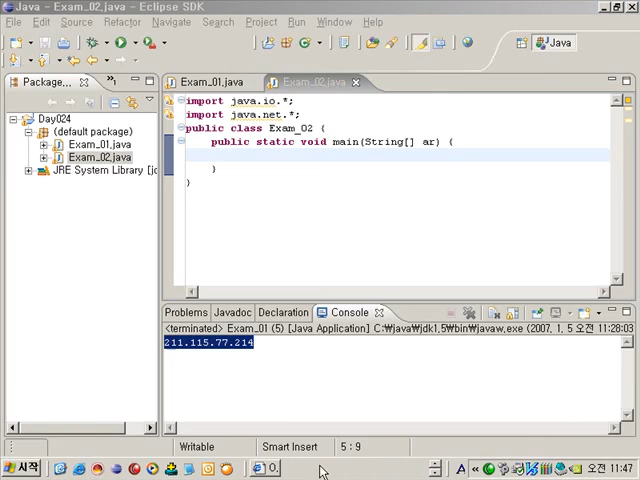 Java - Exam_02.java - Eclipse SDK
File Edit Source Refactor Navigate Search Project Run Window Help
Java
Package...
Exam_01.java
Exam_02.java
Day024
(default package)
Exam_01.java
Exam_02.java
JRE System Library [jd
import java.io.*;
import java.net.*;
public class Exam_02 {
public static void main(String[] ar) {
}
}
Problems Javadoc Declaration Console
<terminated> Exam_01 (5) [Java Application] C:₩java₩jdk1.5₩bin₩javaw.exe (2007. 1. 5 오전 11:28:03
211.115.77.214
Writable Smart Insert 5 : 9
시작
O.
A
오전 11:47